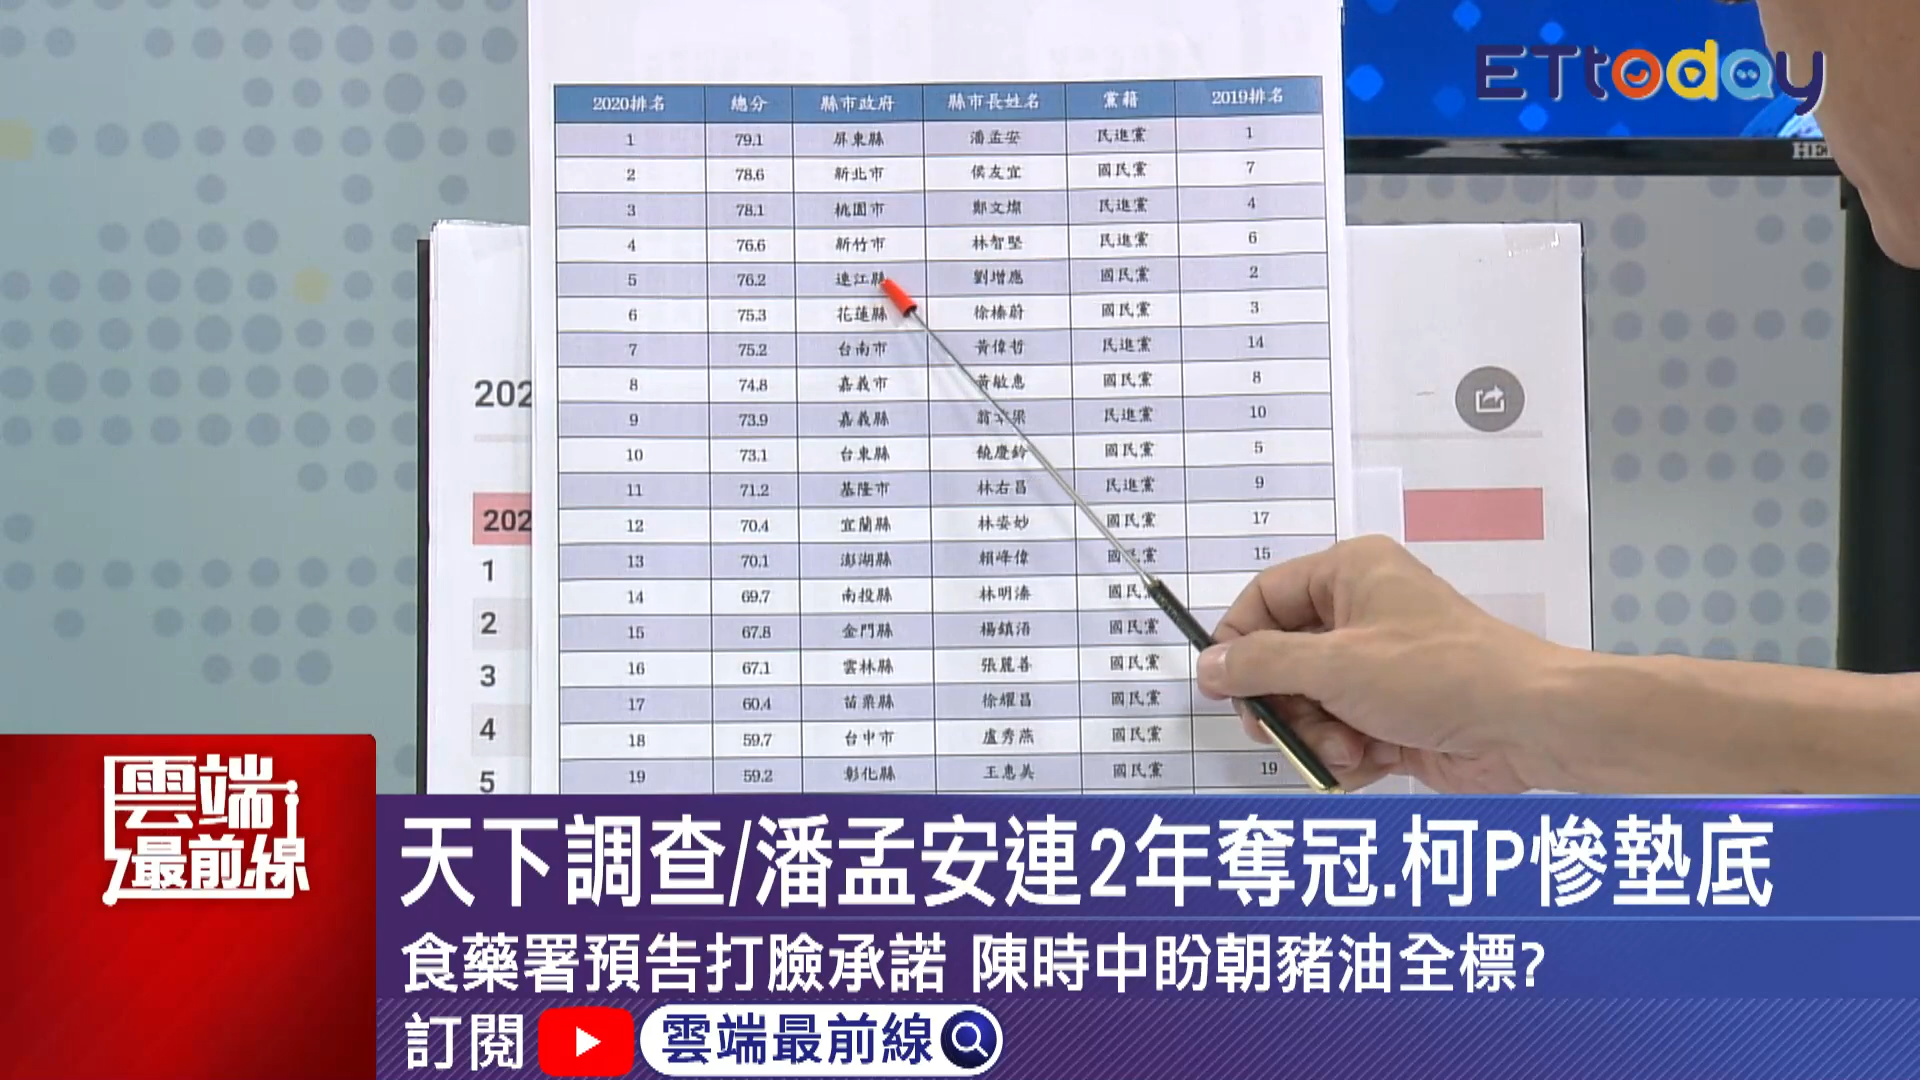 ETtoday
HE
2020排名 總分 縣市政府 縣市長姓名 黨籍 2019排名
1 79.1 屏東縣 潘孟安 民進黨 1
2 78.6 新北市 侯友宜 國民黨 7
3 78.1 桃園市 鄭文燦 民進黨 4
4 76.6 新竹市 林智堅 民進黨 6
5 76.2 連江縣 劉增應 國民黨 2
6 75.3 花蓮縣 徐榛蔚 國民黨 3
7 75.2 台南市 黃偉哲 民進黨 14
8 74.8 嘉義市 黃敏惠 國民黨 8
9 73.9 嘉義縣 翁章梁 民進黨 10
10 73.1 台東縣 饒慶鈴 國民黨 5
11 71.2 基隆市 林右昌 民進黨 9
12 70.4 宜蘭縣 林姿妙 國民黨 17
13 70.1 澎湖縣 賴峰偉 國民黨 15
14 69.7 南投縣 林明溱 國民黨
15 67.8 金門縣 楊鎮浯 國民黨
16 67.1 雲林縣 張麗善 國民黨
17 60.4 苗栗縣 徐耀昌 國民黨
18 59.7 台中市 盧秀燕 國民黨
19 59.2 彰化縣 王惠美 國民黨 19
202
202
1
2
3
4
5
雲端
最前線
天下調查/潘孟安連2年奪冠.柯P慘墊底
食藥署預告打臉承諾 陳時中盼朝豬油全標?
訂閱 雲端最前線